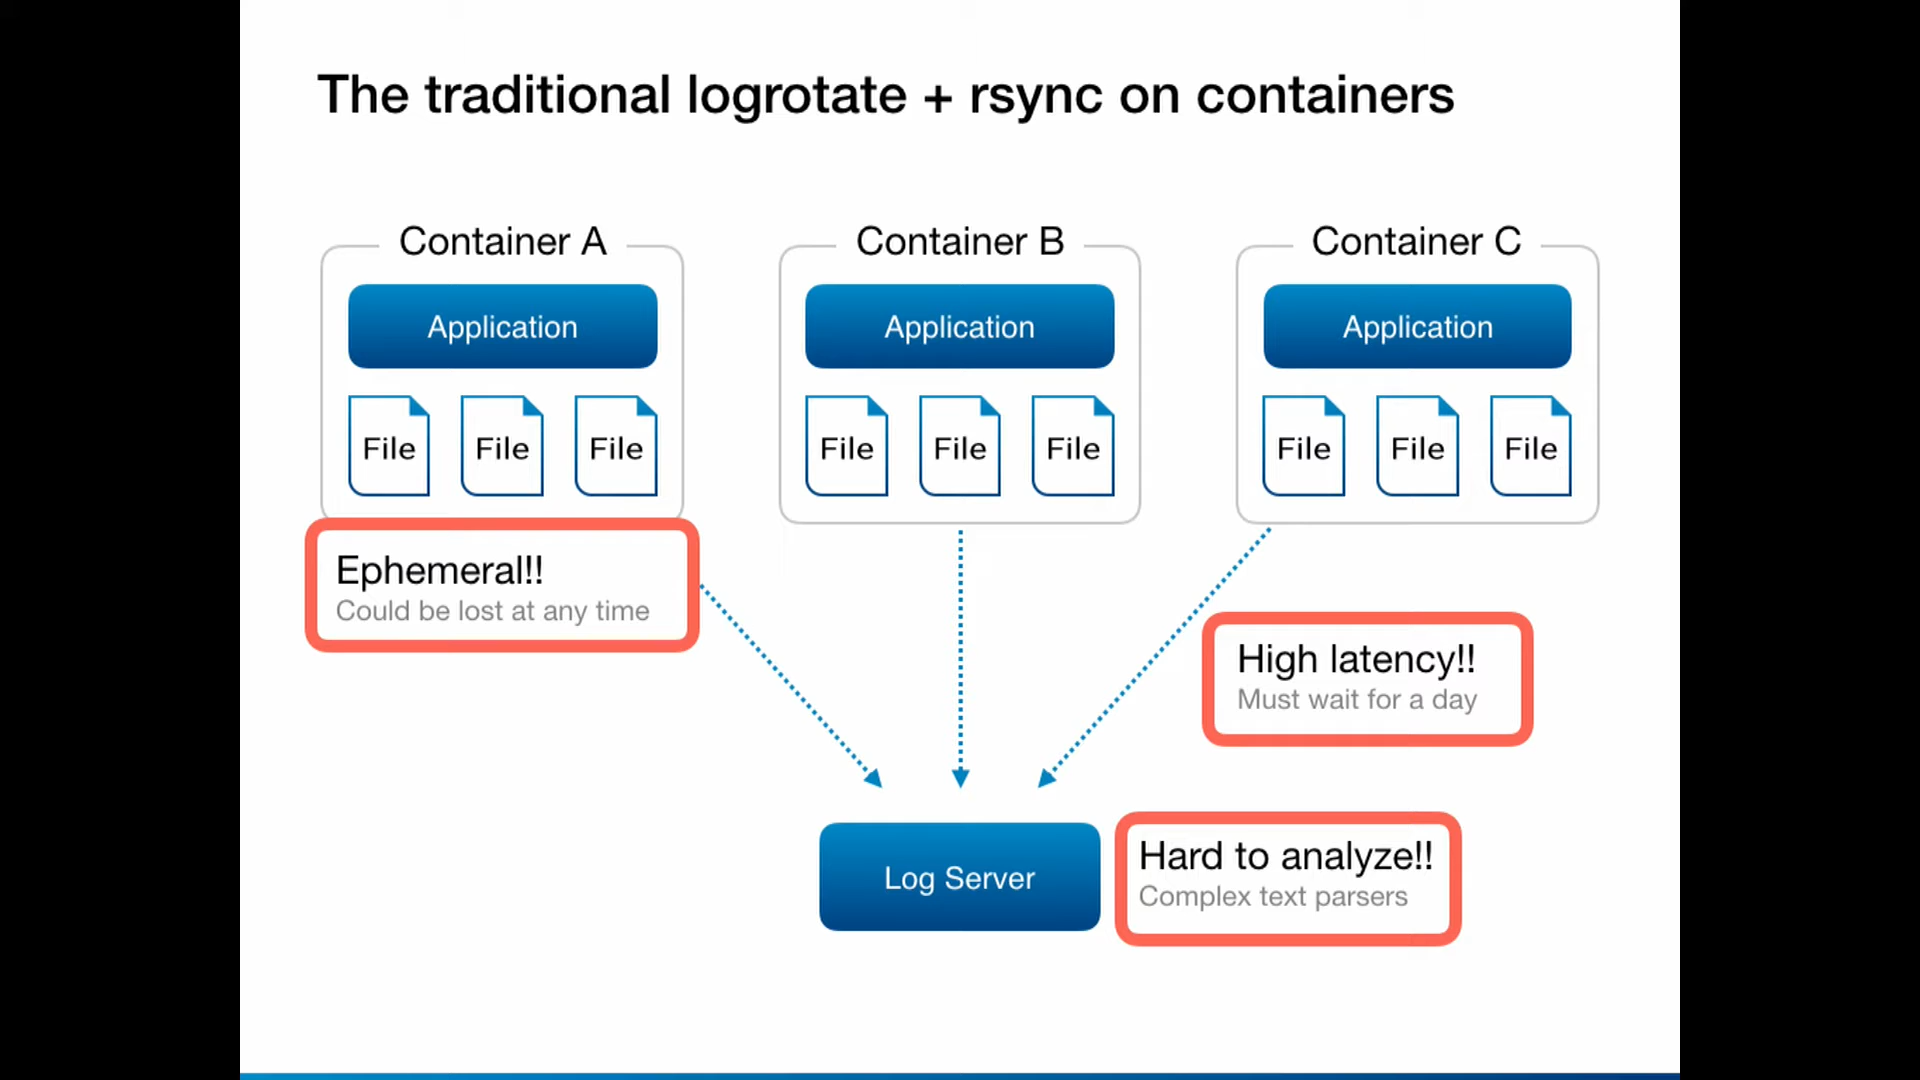 The traditional logrotate + rsync on containers
Container A
Application
File File File
Ephemeral!!
Could be lost at any time
Container B
Application
File File File
Container C
Application
File File File
High latency!!
Must wait for a day
Log Server
Hard to analyze!!
Complex text parsers